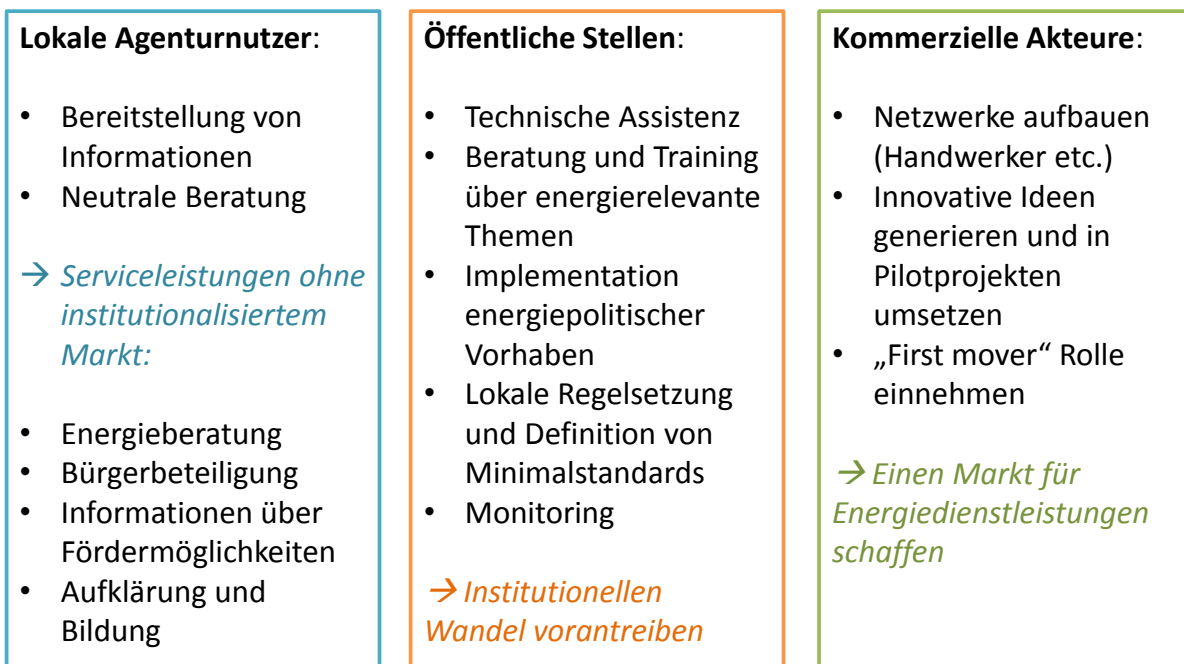 Lokale Agenturnutzer:
• Bereitstellung von
Informationen
• Neutrale Beratung
→ Serviceleistungen ohne
institutionalisiertem
Markt:
• Energieberatung
• Bürgerbeteiligung
• Informationen über
Fördermöglichkeiten
• Aufklärung und
Bildung
Öffentliche Stellen:
• Technische Assistenz
• Beratung und Training
über energierelevante
Themen
• Implementation
energiepolitischer
Vorhaben
• Lokale Regelsetzung
und Definition von
Minimalstandards
• Monitoring
→ Institutionellen
Wandel vorantreiben
Kommerzielle Akteure:
• Netzwerke aufbauen
(Handwerker etc.)
• Innovative Ideen
generieren und in
Pilotprojekten
umsetzen
• „First mover“ Rolle
einnehmen
→ Einen Markt für
Energiedienstleistungen
schaffen